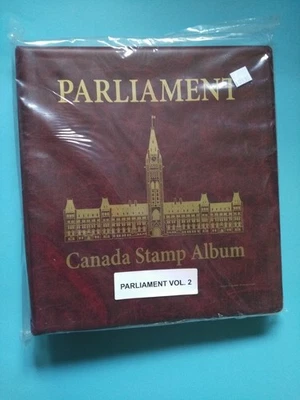 PARLIAMENT
Canada Stamp Album
PARLIAMENT VOL. 2